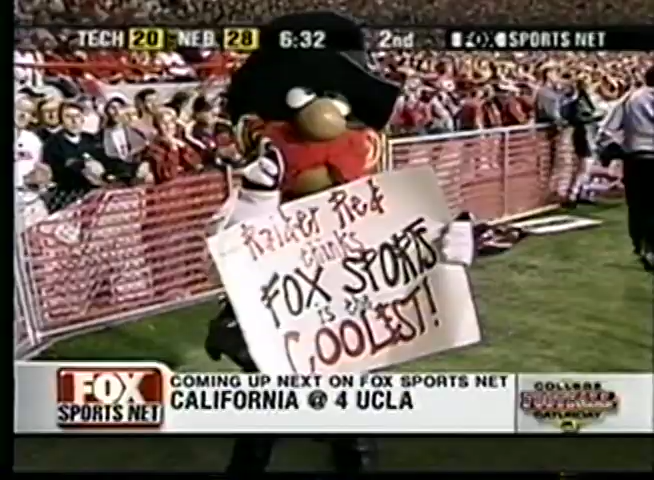 TECH 20 NEB. 28 6:32 2nd FOX SPORTS NET
Raider Red
thinks
FOX SPORTS
is the
COOLEST!
FOX
SPORTS NET
COMING UP NEXT ON FOX SPORTS NET
CALIFORNIA @ 4 UCLA
COLLEGE
FOOTBALL
SATURDAY